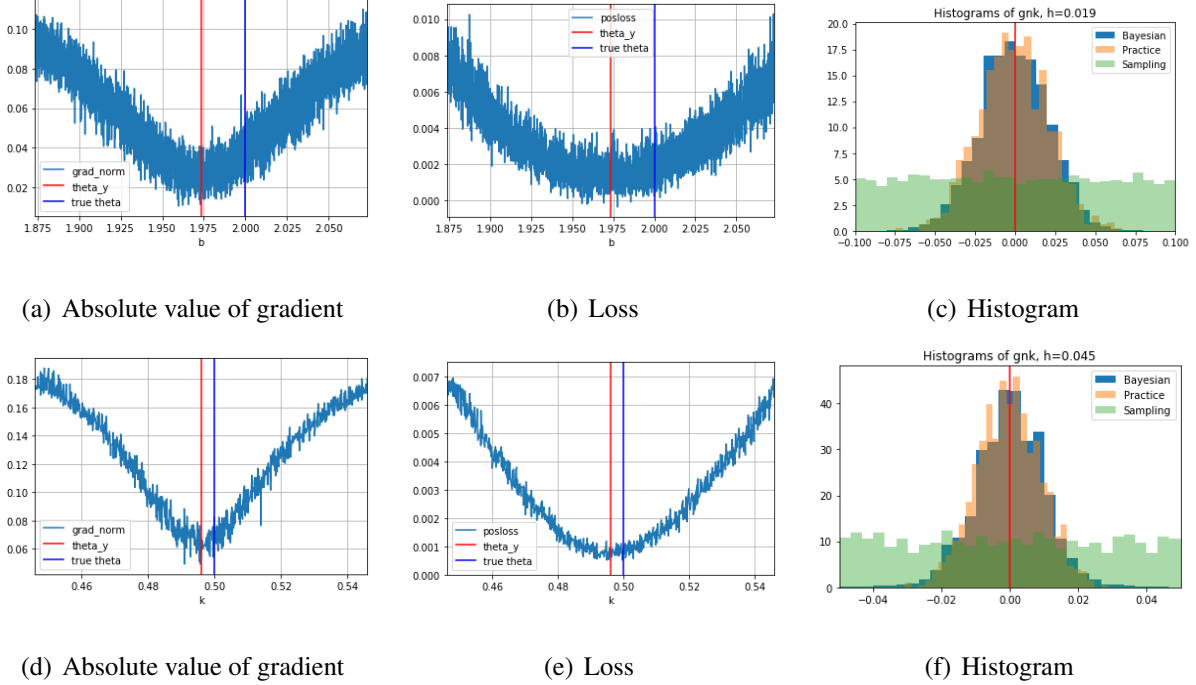 Histograms of gnk, h=0.019
0.10
0.08
0.06
0.04
0.02
grad_norm
theta_y
true theta
1.875 1.900 1.925 1.950 1.975 2.000 2.025 2.050
b
0.010
0.008
0.006
0.004
0.002
0.000
posloss
theta_y
true theta
1.875 1.900 1.925 1.950 1.975 2.000 2.025 2.050
b
20.0
17.5
15.0
12.5
10.0
7.5
5.0
2.5
0.0
Bayesian
Practice
Sampling
−0.100 −0.075 −0.050 −0.025 0.000 0.025 0.050 0.075 0.100
(a) Absolute value of gradient
(b) Loss
(c) Histogram
0.18
0.16
0.14
0.12
0.10
0.08
0.06
grad_norm
theta_y
true theta
0.46 0.48 0.50 0.52 0.54
k
0.007
0.006
0.005
0.004
0.003
0.002
0.001
0.000
posloss
theta_y
true theta
0.46 0.48 0.50 0.52 0.54
k
Histograms of gnk, h=0.045
40
30
20
10
0
Bayesian
Practice
Sampling
−0.04 −0.02 0.00 0.02 0.04
(d) Absolute value of gradient
(e) Loss
(f) Histogram